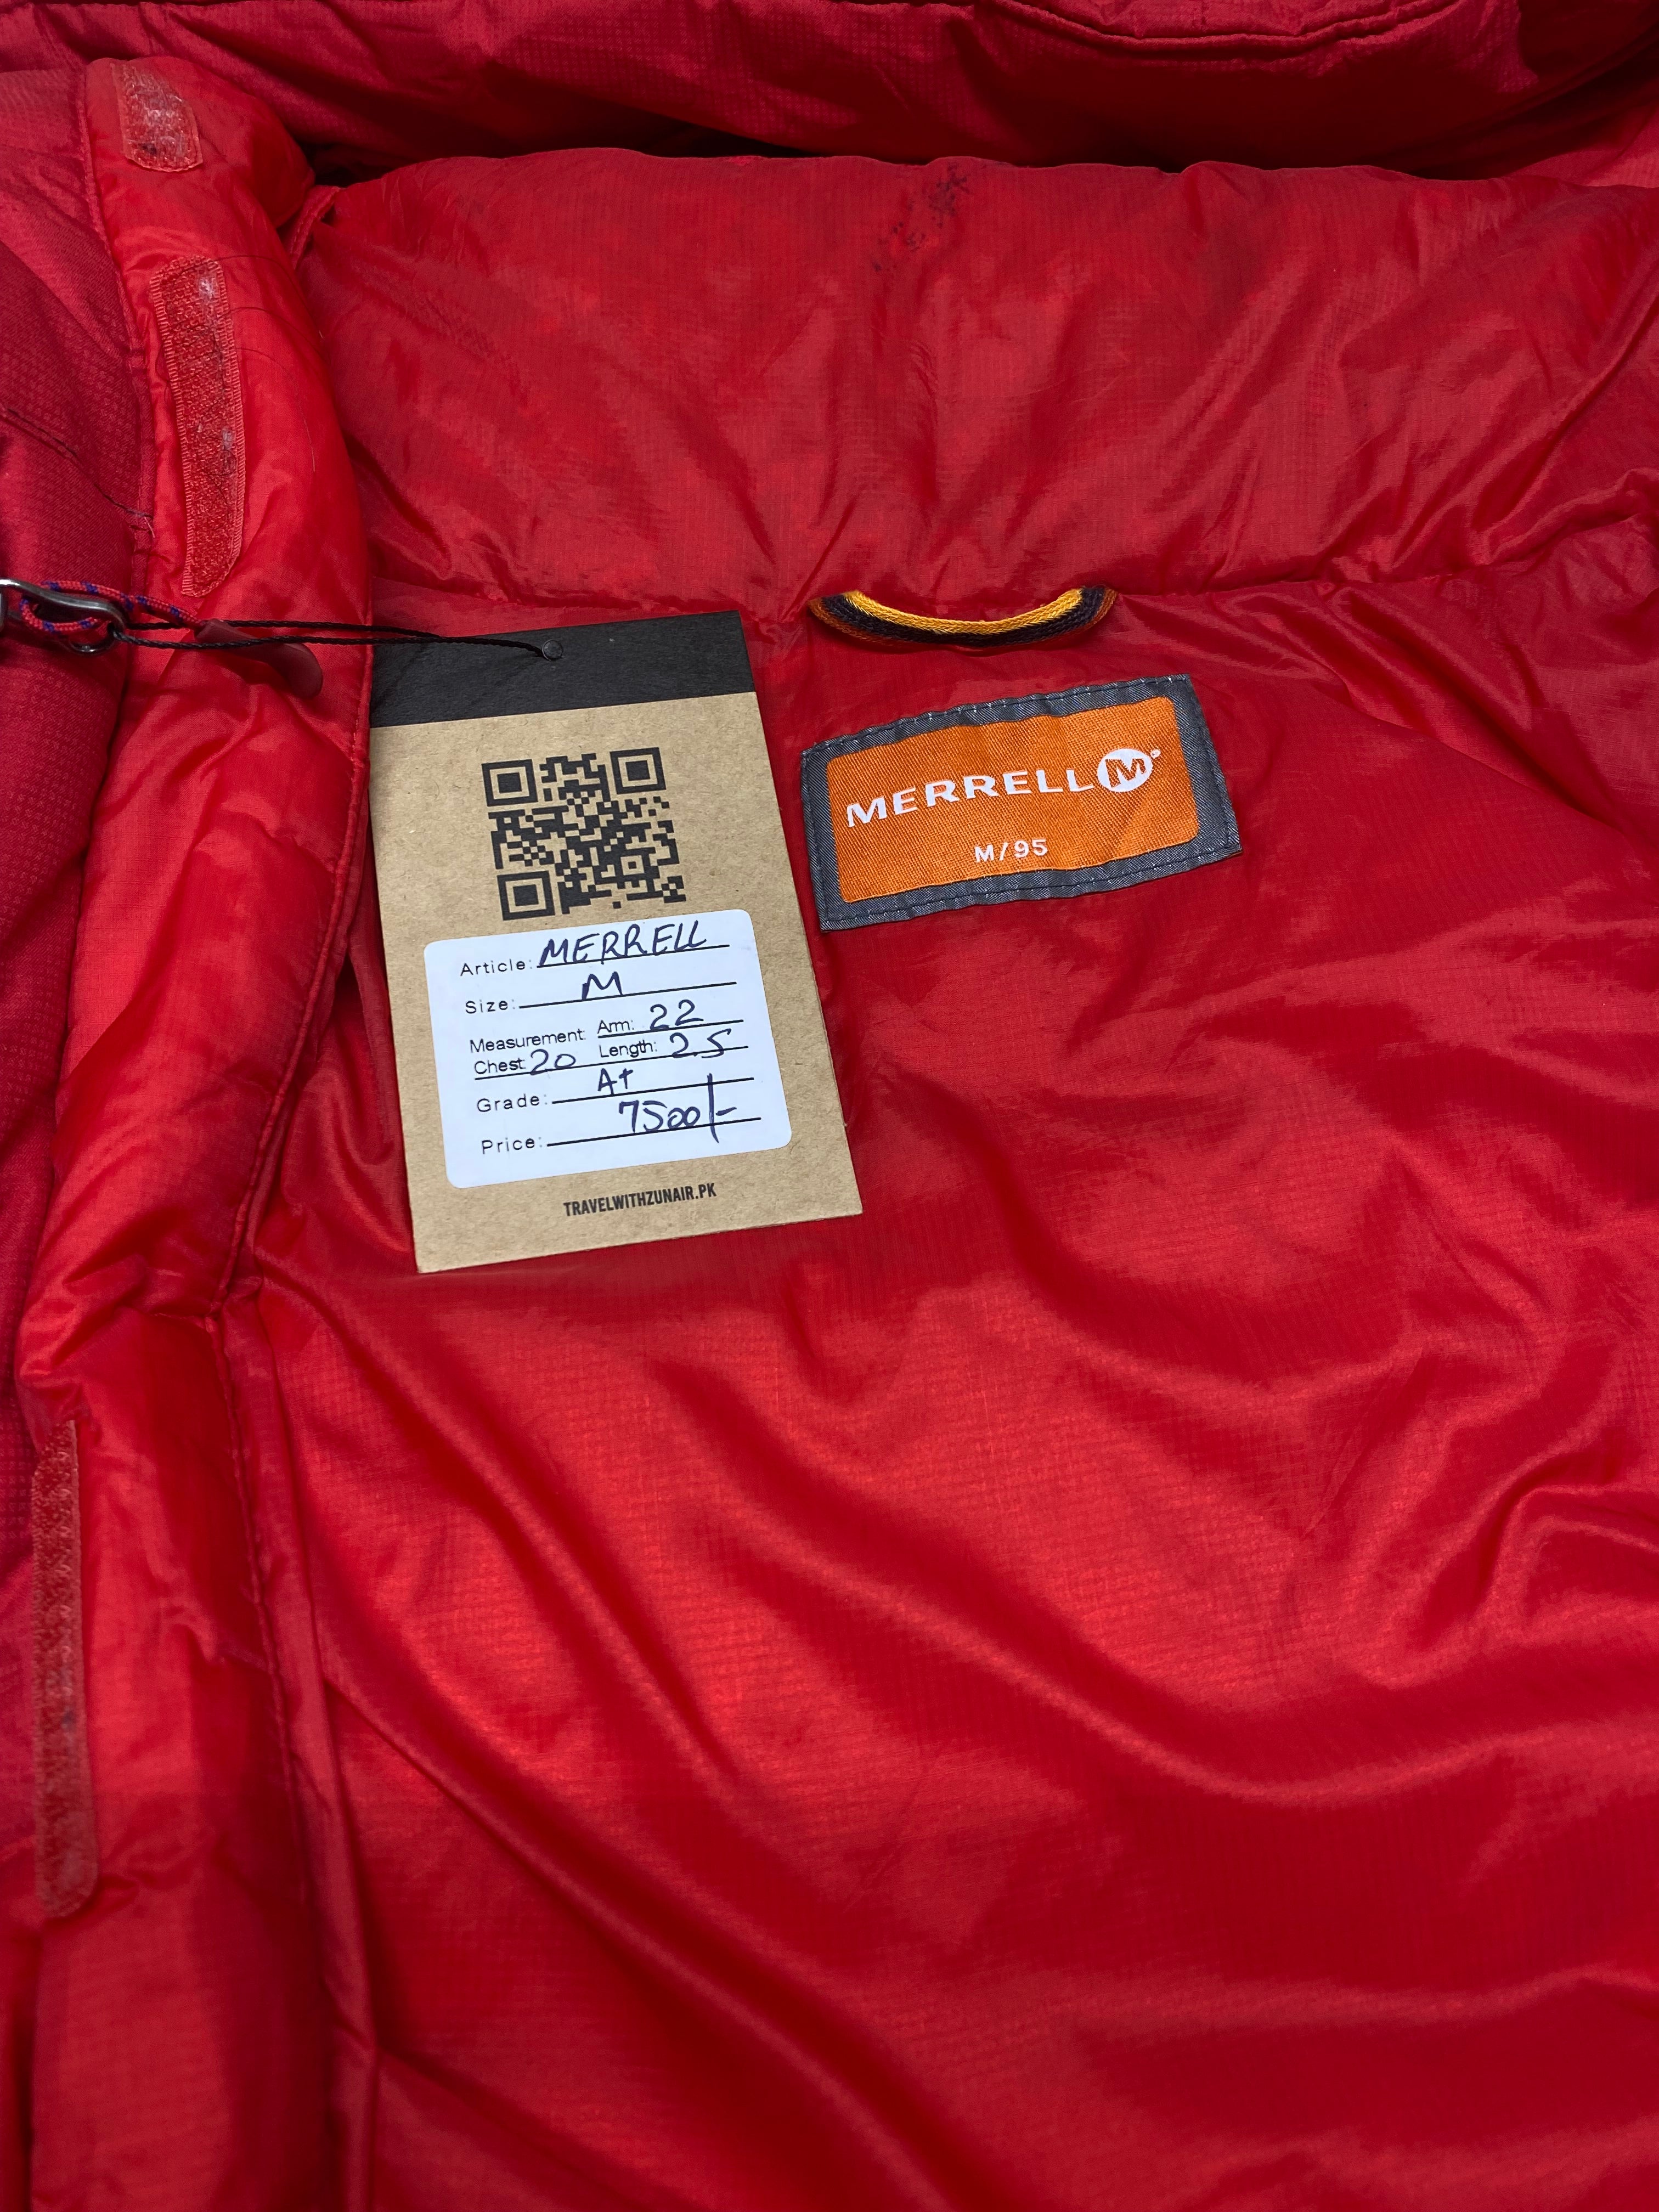 MERRELL M
M/95
Article: MERRELL
Size: M
Measurement: Arm: 22
Chest: 20 Length: 25
Grade: A+
Price: 7500/-
TRAVELWITHZUNAIR.PK